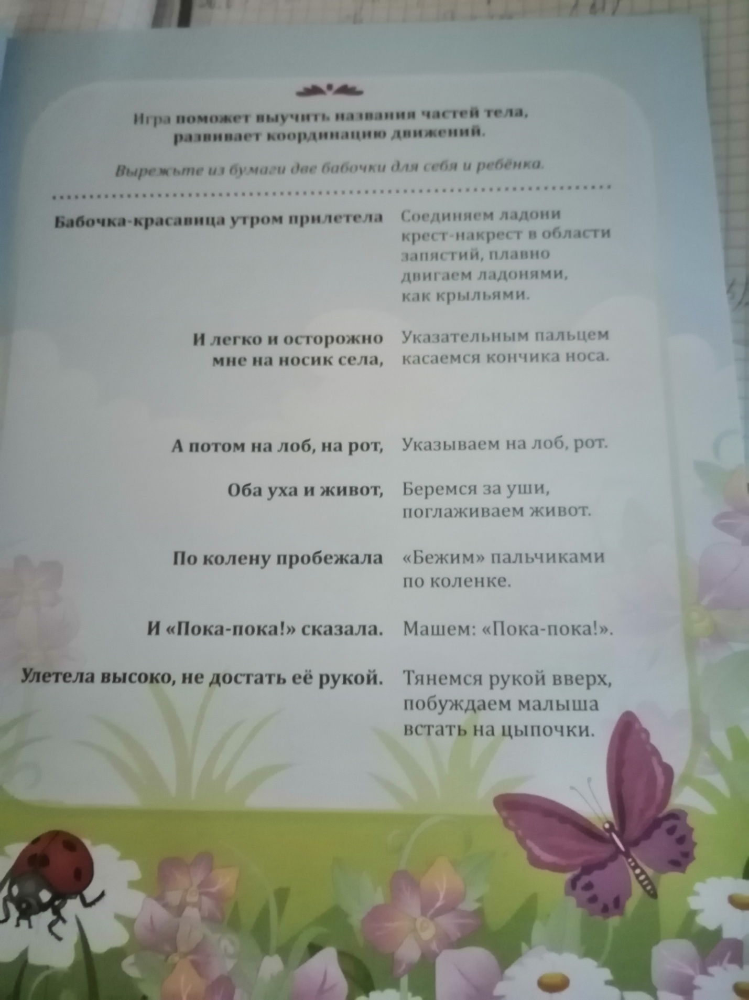 Игра поможет выучить названия частей тела,
развивает координацию движений.
Вырежьте из бумаги две бабочки для себя и ребёнка.
Бабочка-красавица утром прилетела
Соединяем ладони
крест-накрест в области
запястий, плавно
двигаем ладонями,
как крыльями.
И легко и осторожно
мне на носик села,
Указательным пальцем
касаемся кончика носа.
А потом на лоб, на рот,
Указываем на лоб, рот.
Оба уха и живот,
Беремся за уши,
поглаживаем живот.
По колену пробежала
«Бежим» пальчиками
по коленке.
И «Пока-пока!» сказала.
Машем: «Пока-пока!».
Улетела высоко, не достать её рукой.
Тянемся рукой вверх,
побуждаем малыша
встать на цыпочки.